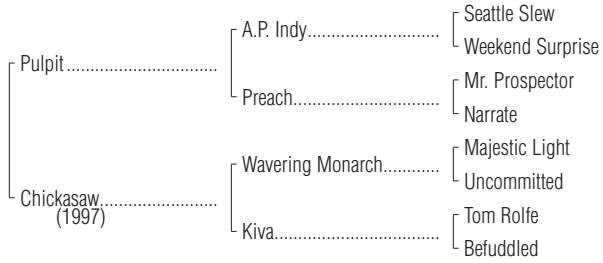 Seattle Slew
A.P. Indy..............................
Weekend Surprise
Pulpit..................................
Mr. Prospector
Preach.................................
Narrate
Majestic Light
Wavering Monarch............
Uncommitted
Chickasaw..........................
(1997)
Tom Rolfe
Kiva.....................................
Befuddled